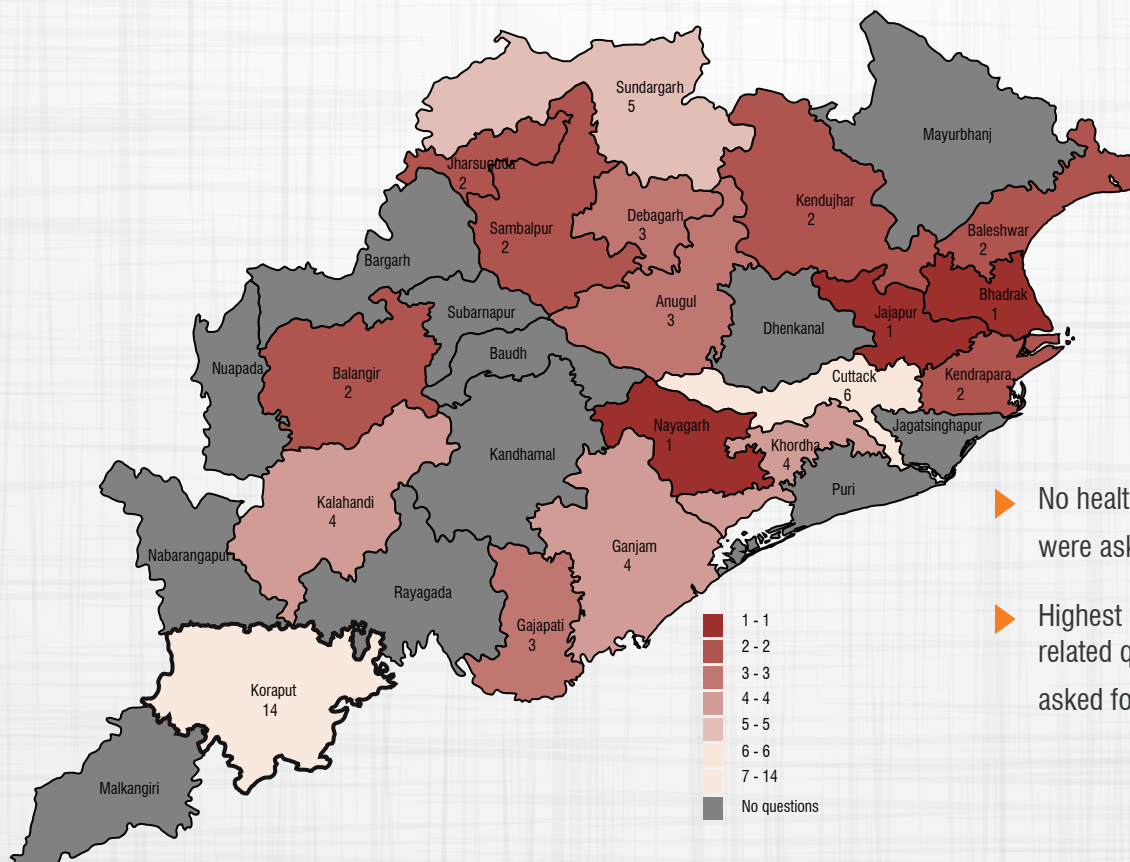 Sundargarh
5
Mayurbhanj
Jharsuguda
2
Kendujhar
2
Debagarh
3
Sambalpur
2
Baleshwar
2
Bargarh
Bhadrak
1
Anugul
3
Jajapur
1
Subarnapur
Dhenkanal
Baudh
Nuapada
Balangir
2
Cuttack
6
Kendrapara
2
Nayagarh
1
Jagatsinghapur
Khordha
4
Kandhamal
Puri
Kalahandi
4
Nabarangapur
Ganjam
4
Rayagada
Gajapati
3
Koraput
14
Malkangiri
1 - 1
2 - 2
3 - 3
4 - 4
5 - 5
6 - 6
7 - 14
No questions
No healt
were ask
Highest
related q
asked fo